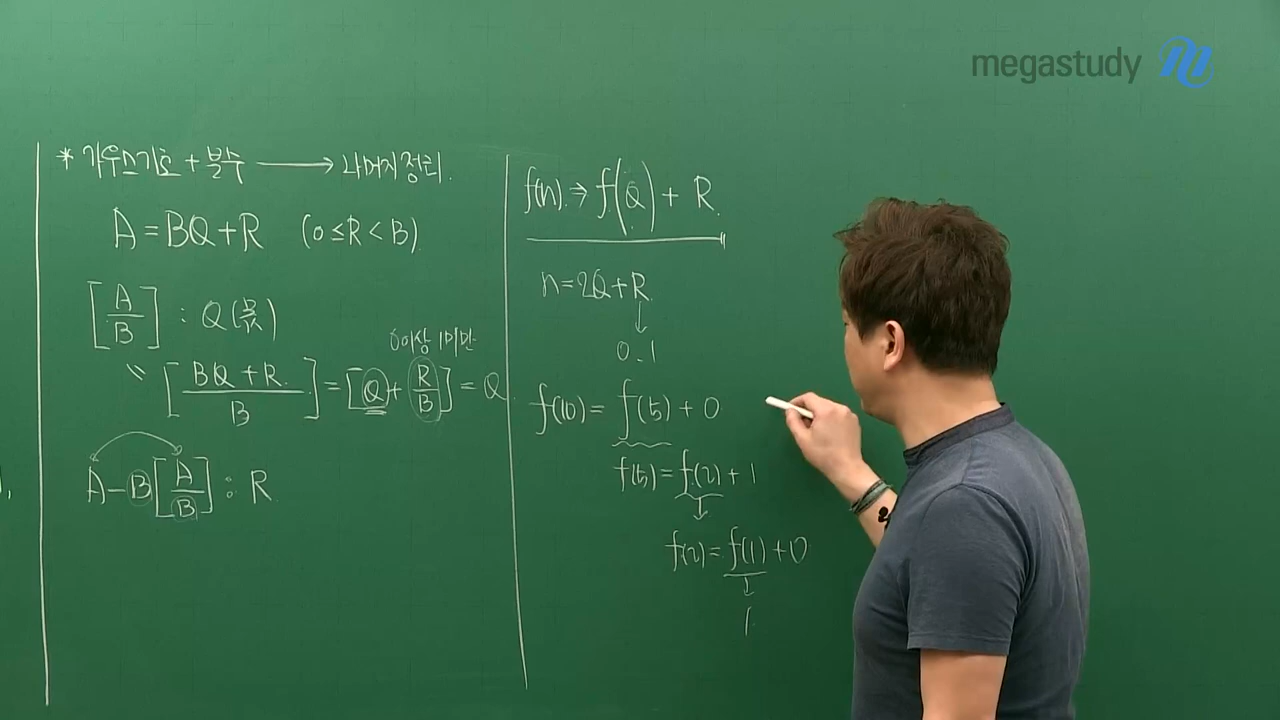 megastudy
* 가우스기호 + 분수 ⟶ 나머지정리.
A = BQ+R (0≤R<B)
[A/B] : Q(몫)
" [(BQ+R.)/B] = [Q + R/B] = Q
0이상 1미만
A-B[A/B] : R
f(n). ⇒ f(Q) + R.
n=2Q+R.
↓
0.1
f(10) = f(5) + 0
f(5) = f(2) + 1
↓
f(2) = f(1) + 0
↓
1.